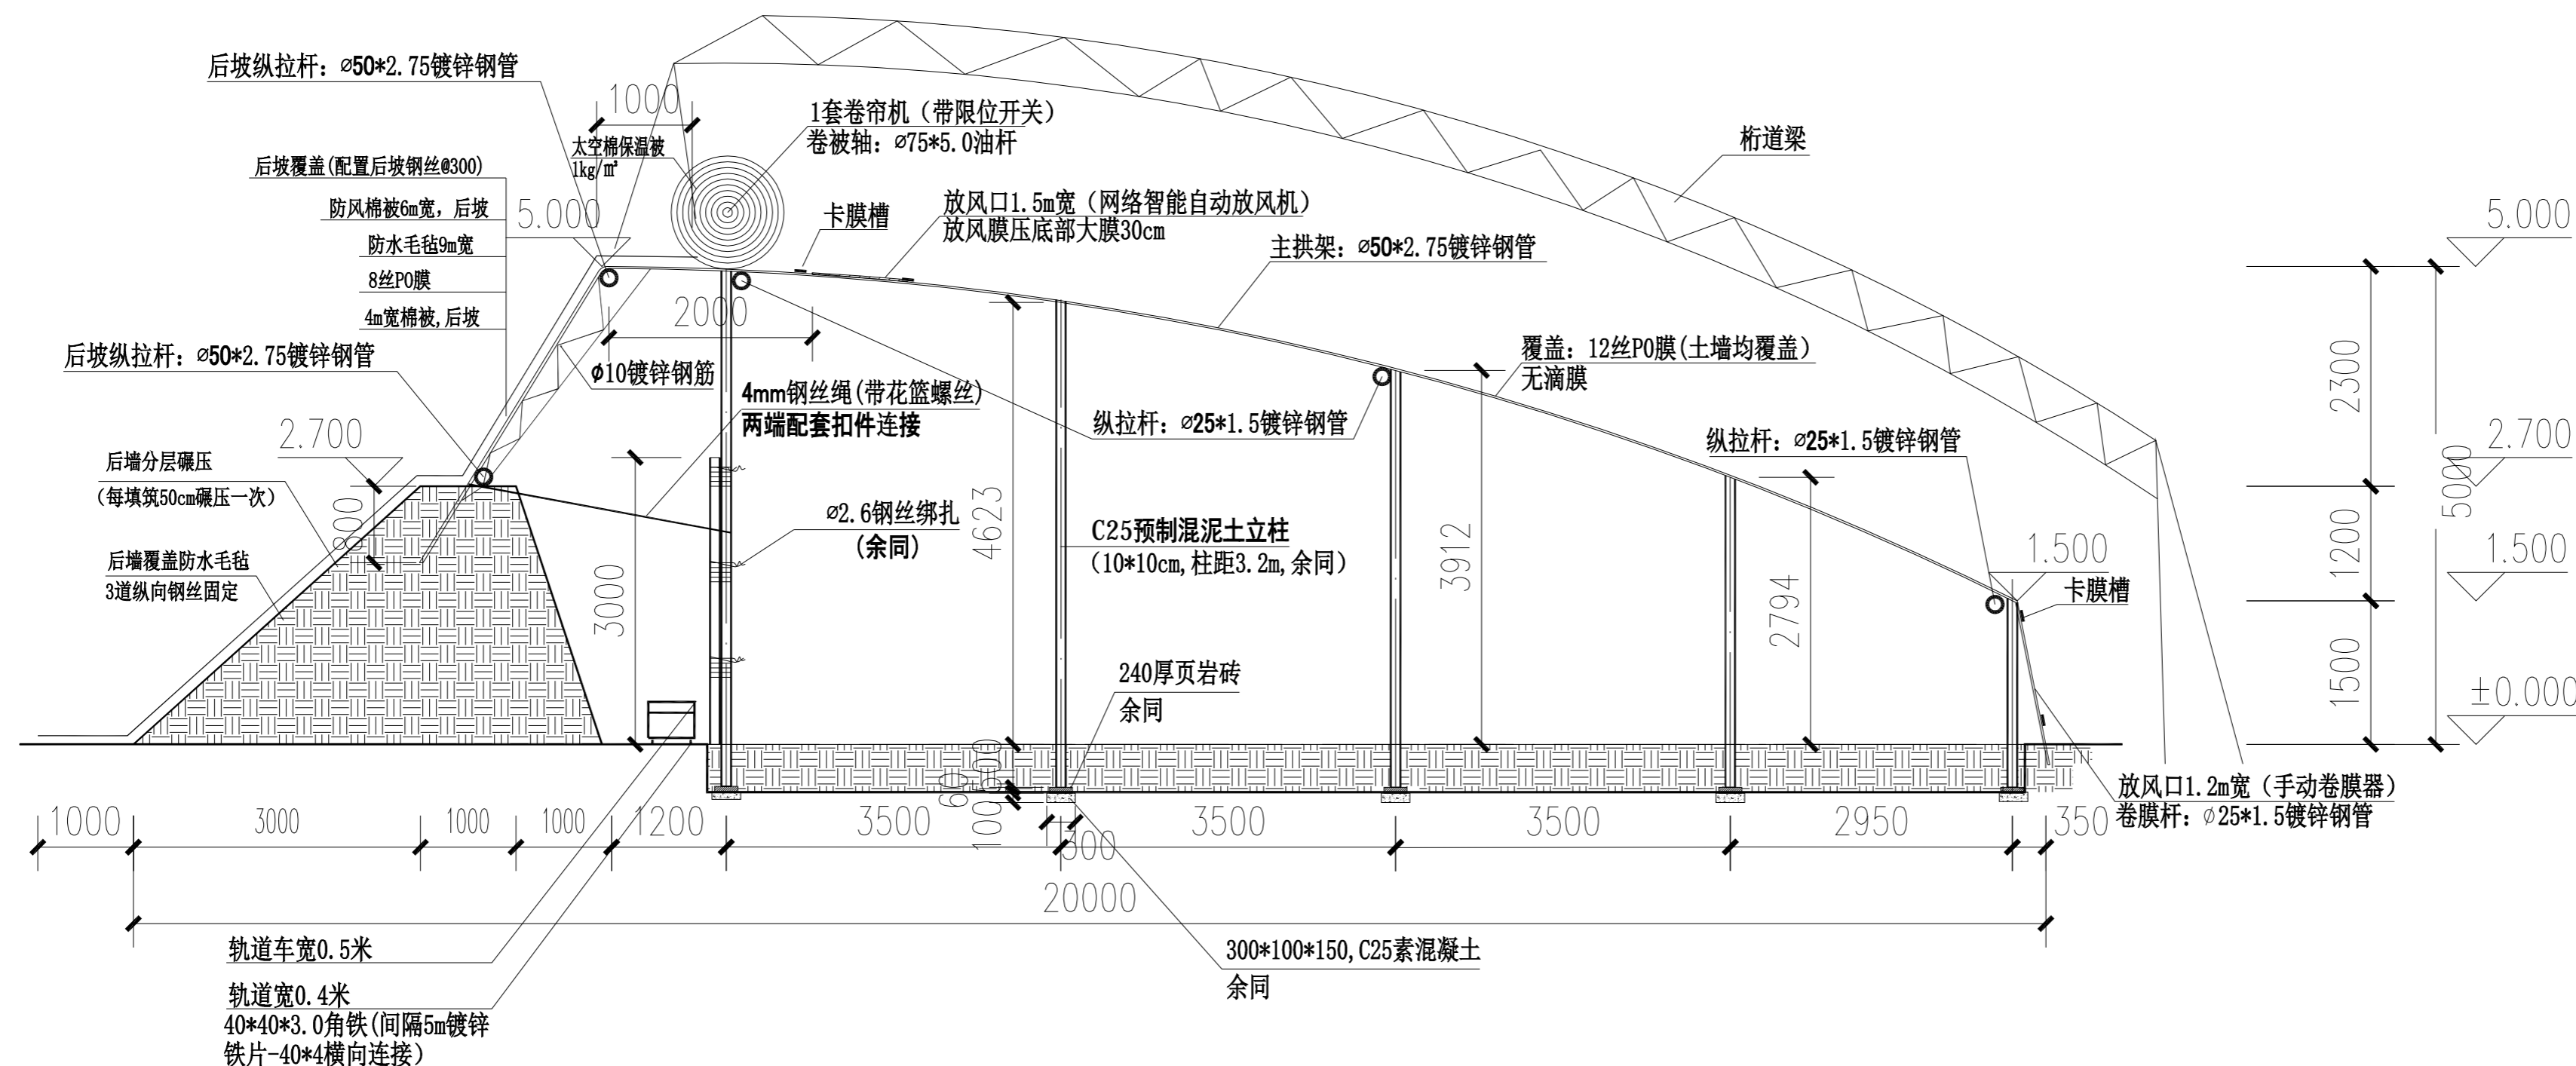 后坡纵拉杆：⌀50*2.75镀锌钢管
1000
1套卷帘机（带限位开关）
卷被轴：⌀75*5.0油杆
太空棉保温被
1kg/㎡
桁道梁
后坡覆盖(配置后坡钢丝@300)
防风棉被6m宽，后坡
防水毛毡9m宽
8丝PO膜
4m宽棉被,后坡
5.000
卡膜槽
放风口1.5m宽（网络智能自动放风机）
放风膜压底部大膜30cm
主拱架：⌀50*2.75镀锌钢管
5.000
2000
后坡纵拉杆：⌀50*2.75镀锌钢管
ϕ10镀锌钢筋
4mm钢丝绳(带花篮螺丝)
两端配套扣件连接
覆盖：12丝PO膜(土墙均覆盖）
无滴膜
纵拉杆：⌀25*1.5镀锌钢管
纵拉杆：⌀25*1.5镀锌钢管
2300
2.700
2.700
5000
后墙分层碾压
（每填筑50cm碾压一次）
800
⌀2.6钢丝绑扎
（余同）
4623
C25预制混泥土立柱
（10*10cm,柱距3.2m,余同）
3912
2794
1.500
卡膜槽
1200
1.500
后墙覆盖防水毛毡
3道纵向钢丝固定
3000
240厚页岩砖
余同
1500
±0.000
60
500
100
300
放风口1.2m宽（手动卷膜器）
卷膜杆：⌀25*1.5镀锌钢管
1000
3000
1000
1000
1200
3500
3500
3500
2950
350
20000
轨道车宽0.5米
轨道宽0.4米
40*40*3.0角铁(间隔5m镀锌
铁片-40*4横向连接）
300*100*150,C25素混凝土
余同